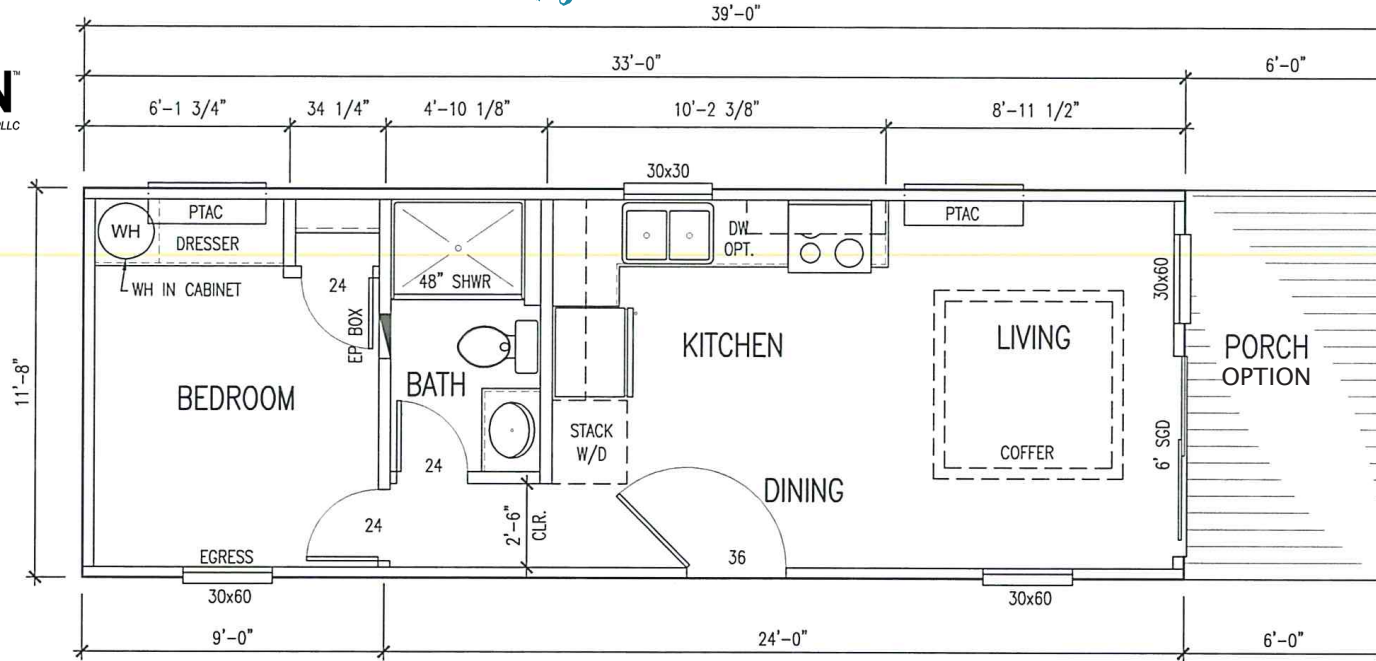 39'-0"
33'-0"
6'-0"
6'-1 3/4"
34 1/4"
4'-10 1/8"
10'-2 3/8"
8'-11 1/2"
N™
PLLC
30x30
PTAC
WH
DRESSER
WH IN CABINET
24
EP BOX
48" SHWR
DW
OPT.
PTAC
30x60
11'-8"
BEDROOM
BATH
KITCHEN
LIVING
PORCH
OPTION
STACK
W/D
COFFER
6' SGD
24
24
DINING
2'-6"
CLR.
36
EGRESS
30x60
30x60
9'-0"
24'-0"
6'-0"